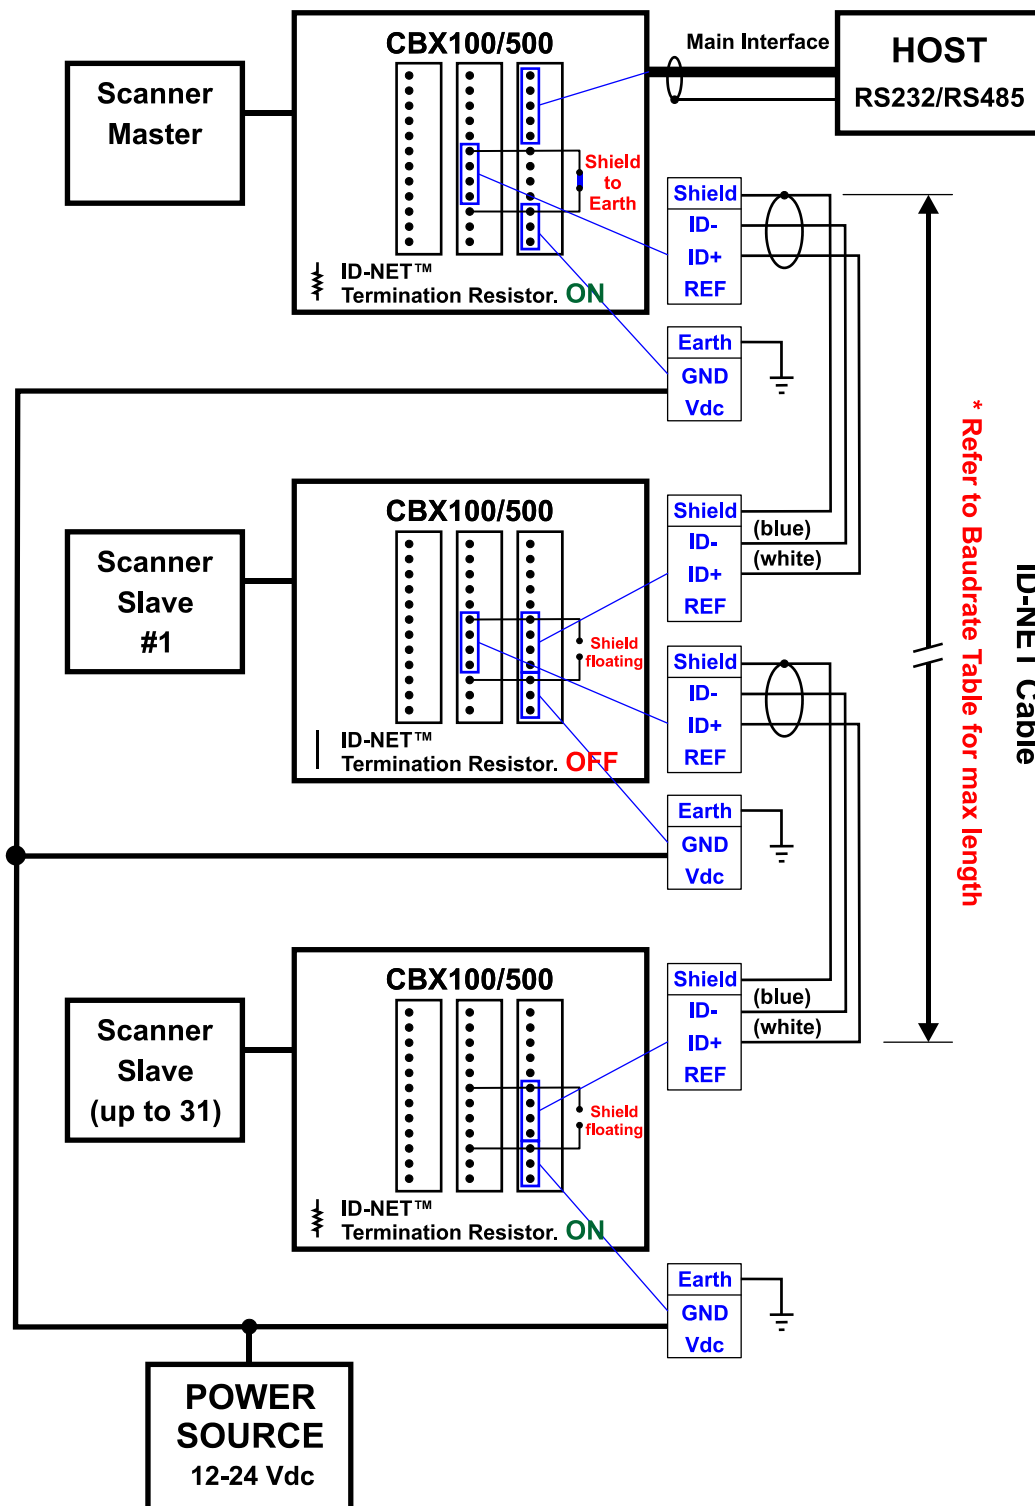 CBX100/500
Main Interface
HOST
RS232/RS485
Scanner
Master
Shield
to
Earth
ID-NET™
Termination Resistor. ON
Shield
ID-
ID+
REF
Earth
GND
Vdc
CBX100/500
Scanner
Slave
#1
Shield
floating
ID-NET™
Termination Resistor. OFF
Shield
ID-
ID+
REF
(blue)
(white)
Shield
ID-
ID+
REF
Earth
GND
Vdc
* Refer to Baudrate Table for max length
ID-NET Cable
CBX100/500
Scanner
Slave
(up to 31)
Shield
floating
ID-NET™
Termination Resistor. ON
Shield
ID-
ID+
REF
(blue)
(white)
Earth
GND
Vdc
POWER
SOURCE
12-24 Vdc